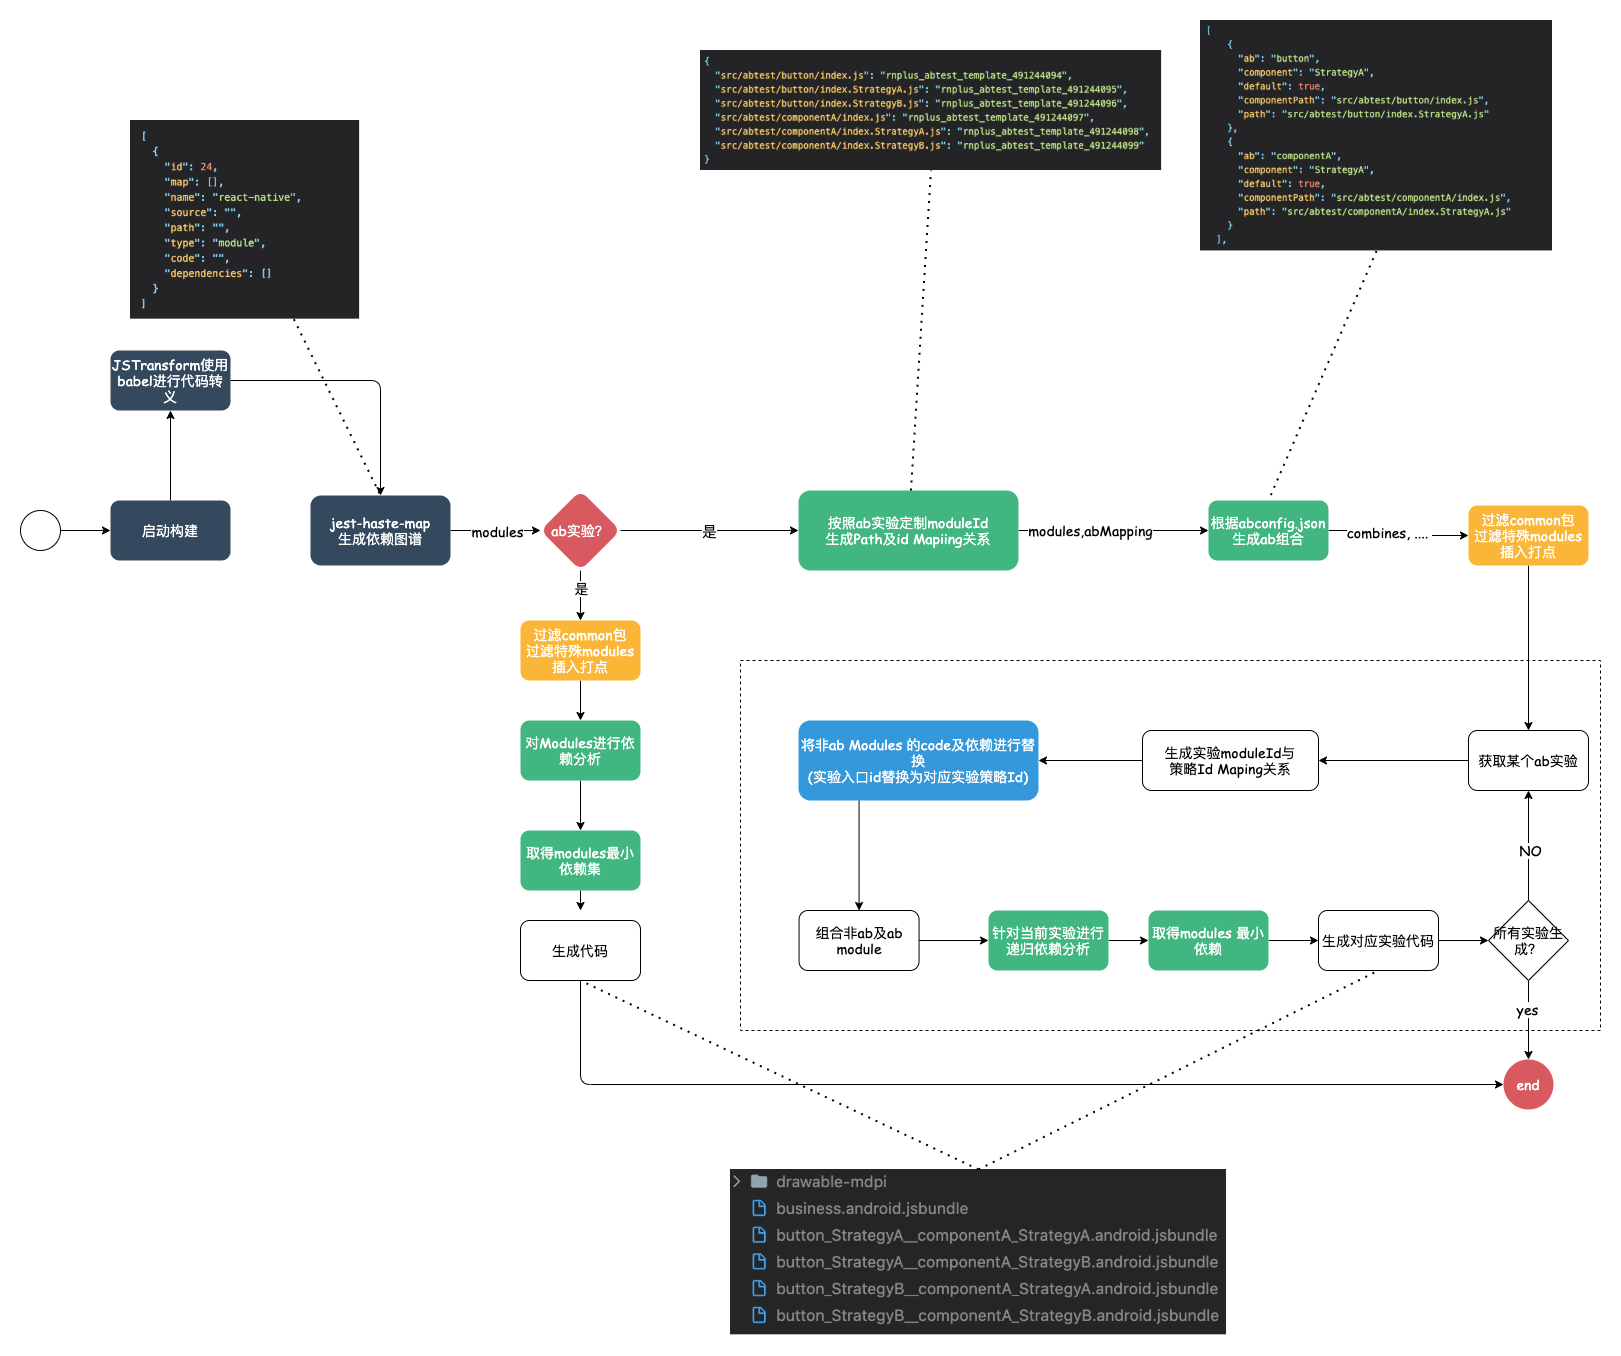 [
{
"id": 24,
"map": [],
"name": "react-native",
"source": "",
"path": "",
"type": "module",
"code": "",
"dependencies": []
}
]
{
"src/abtest/button/index.js": "rnplus_abtest_template_491244094",
"src/abtest/button/index.StrategyA.js": "rnplus_abtest_template_491244095",
"src/abtest/button/index.StrategyB.js": "rnplus_abtest_template_491244096",
"src/abtest/componentA/index.js": "rnplus_abtest_template_491244097",
"src/abtest/componentA/index.StrategyA.js": "rnplus_abtest_template_491244098",
"src/abtest/componentA/index.StrategyB.js": "rnplus_abtest_template_491244099"
}
[
{
"ab": "button",
"component": "StrategyA",
"default": true,
"componentPath": "src/abtest/button/index.js",
"path": "src/abtest/button/index.StrategyA.js"
},
{
"ab": "componentA",
"component": "StrategyA",
"default": true,
"componentPath": "src/abtest/componentA/index.js",
"path": "src/abtest/componentA/index.StrategyA.js"
}
],
JSTransform使用
babel进行代码转
义
启动构建
jest-haste-map
生成依赖图谱
modules
ab实验?
是
按照ab实验定制moduleId
生成Path及id Mapiing关系
modules,abMapping
根据abconfig.json
生成ab组合
combines, ....
过滤common包
过滤特殊modules
插入打点
是
过滤common包
过滤特殊modules
插入打点
对Modules进行依
赖分析
取得modules最小
依赖集
生成代码
将非ab Modules 的code及依赖进行替
换
(实验入口id替换为对应实验策略Id)
生成实验moduleId与
策略Id Maping关系
获取某个ab实验
NO
组合非ab及ab
module
针对当前实验进行
递归依赖分析
取得modules 最小
依赖
生成对应实验代码
所有实验生
成?
yes
end
drawable-mdpi
business.android.jsbundle
button_StrategyA__componentA_StrategyA.android.jsbundle
button_StrategyA__componentA_StrategyB.android.jsbundle
button_StrategyB__componentA_StrategyA.android.jsbundle
button_StrategyB__componentA_StrategyB.android.jsbundle